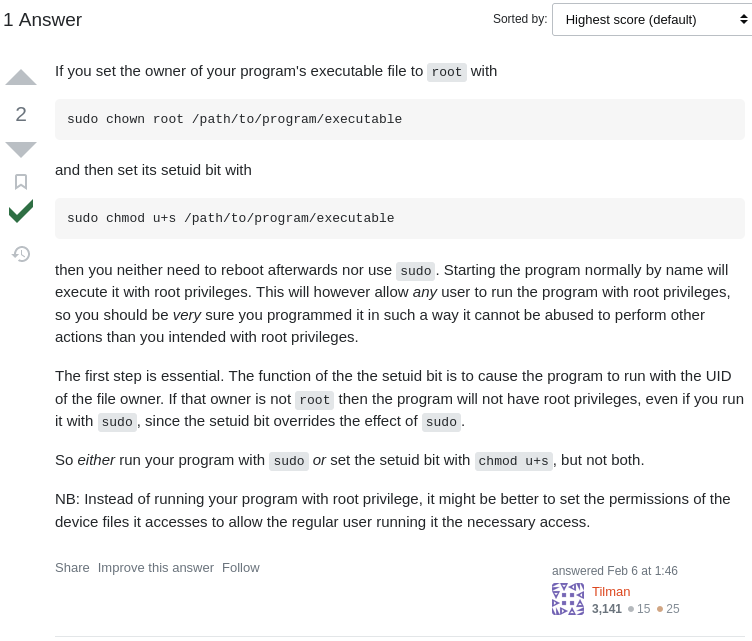 1 Answer
Sorted by:
Highest score (default)
If you set the owner of your program's executable file to root with
2
sudo chown root /path/to/program/executable
and then set its setuid bit with
sudo chmod u+s /path/to/program/executable
then you neither need to reboot afterwards nor use sudo. Starting the program normally by name will
execute it with root privileges. This will however allow any user to run the program with root privileges,
so you should be very sure you programmed it in such a way it cannot be abused to perform other
actions than you intended with root privileges.
The first step is essential. The function of the the setuid bit is to cause the program to run with the UID
of the file owner. If that owner is not root then the program will not have root privileges, even if you run
it with sudo, since the setuid bit overrides the effect of sudo.
So either run your program with sudo or set the setuid bit with chmod u+s, but not both.
NB: Instead of running your program with root privilege, it might be better to set the permissions of the
device files it accesses to allow the regular user running it the necessary access.
Share Improve this answer Follow
answered Feb 6 at 1:46
Tilman
3,141 ●15 ●25